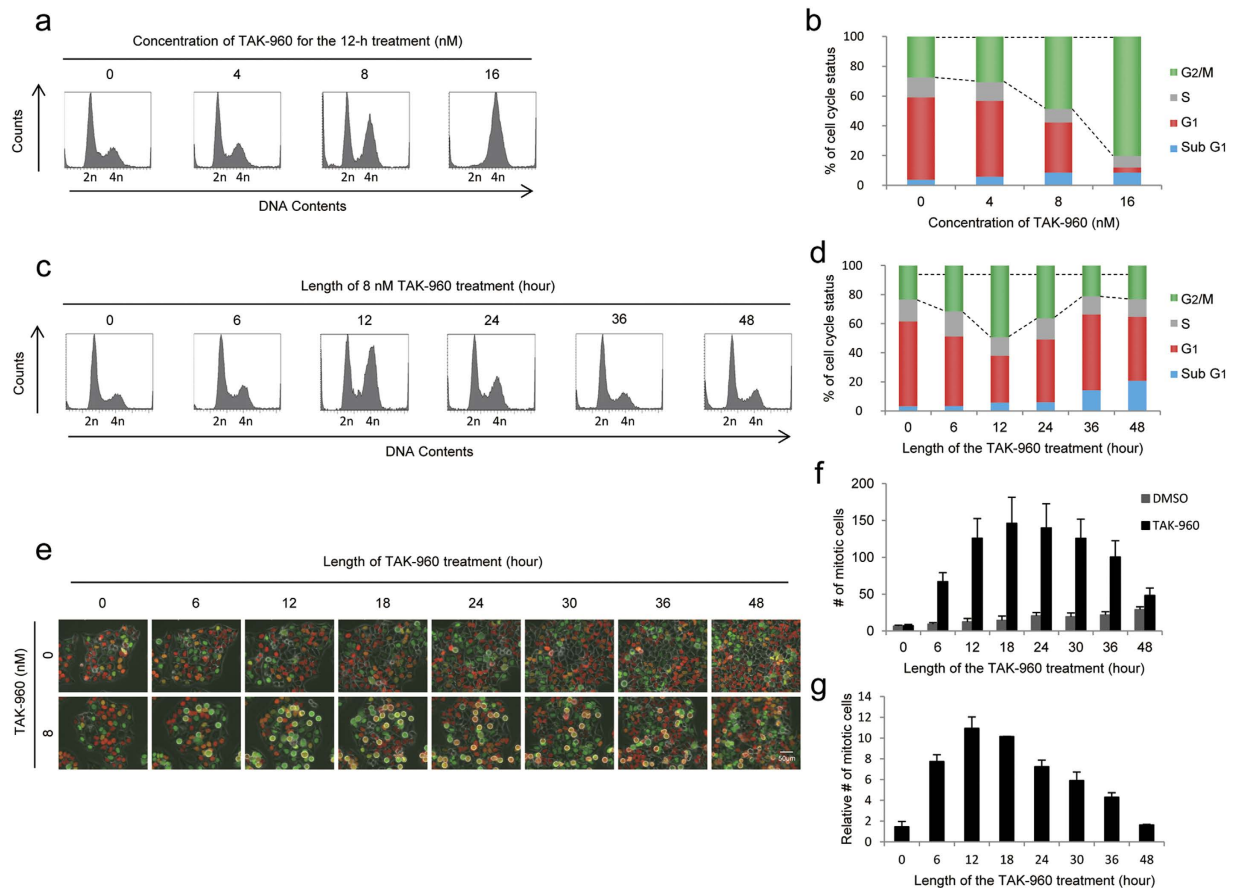 a
Concentration of TAK-960 for the 12-h treatment (nM)
0 4 8 16
Counts
2n 4n 2n 4n 2n 4n 2n 4n
DNA Contents
b
100
80
60
40
20
0
% of cell cycle status
0 4 8 16
Concentration of TAK-960 (nM)
G2/M
S
G1
Sub G1
c
Length of 8 nM TAK-960 treatment (hour)
0 6 12 24 36 48
Counts
2n 4n 2n 4n 2n 4n 2n 4n 2n 4n 2n 4n
DNA Contents
d
100
80
60
40
20
0
% of cell cycle status
0 6 12 24 36 48
Length of the TAK-960 treatment (hour)
G2/M
S
G1
Sub G1
e
Length of TAK-960 treatment (hour)
0 6 12 18 24 30 36 48
TAK-960 (nM)
0
8
50μm
f
200
150
100
50
0
# of mitotic cells
DMSO
TAK-960
0 6 12 18 24 30 36 48
Length of the TAK-960 treatment (hour)
g
14
12
10
8
6
4
2
0
Relative # of mitotic cells
0 6 12 18 24 30 36 48
Length of the TAK-960 treatment (hour)